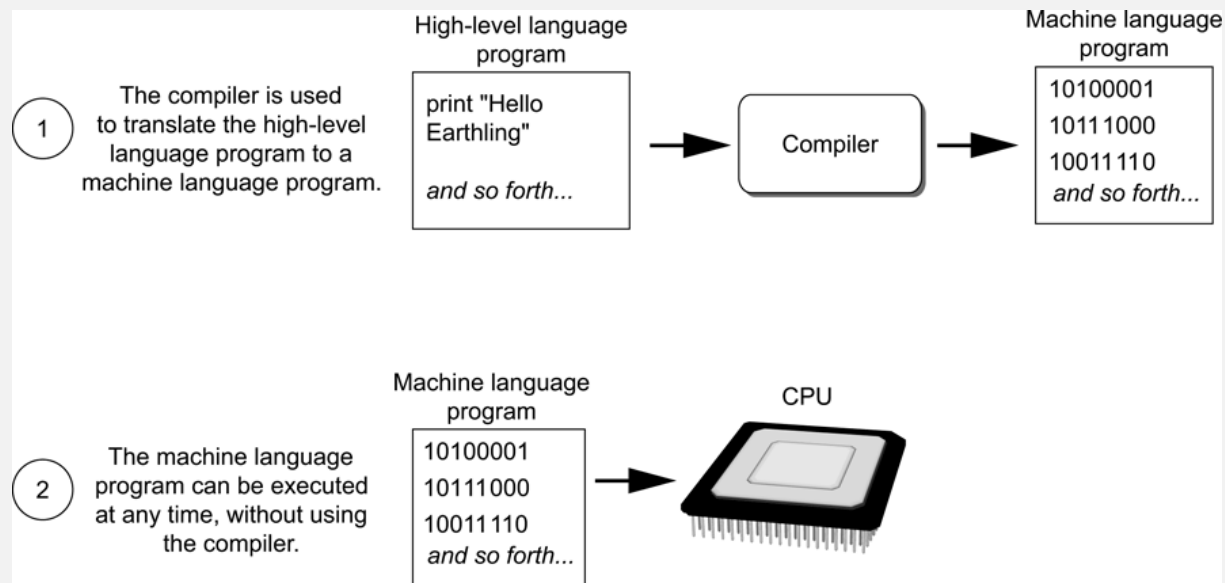 High-level language
program
Machine language
program
1
The compiler is used
to translate the high-level
language program to a
machine language program.
print "Hello
Earthling"
and so forth...
Compiler
10100001
10111000
10011110
and so forth...
Machine language
program
CPU
2
The machine language
program can be executed
at any time, without using
the compiler.
10100001
10111000
10011110
and so forth...